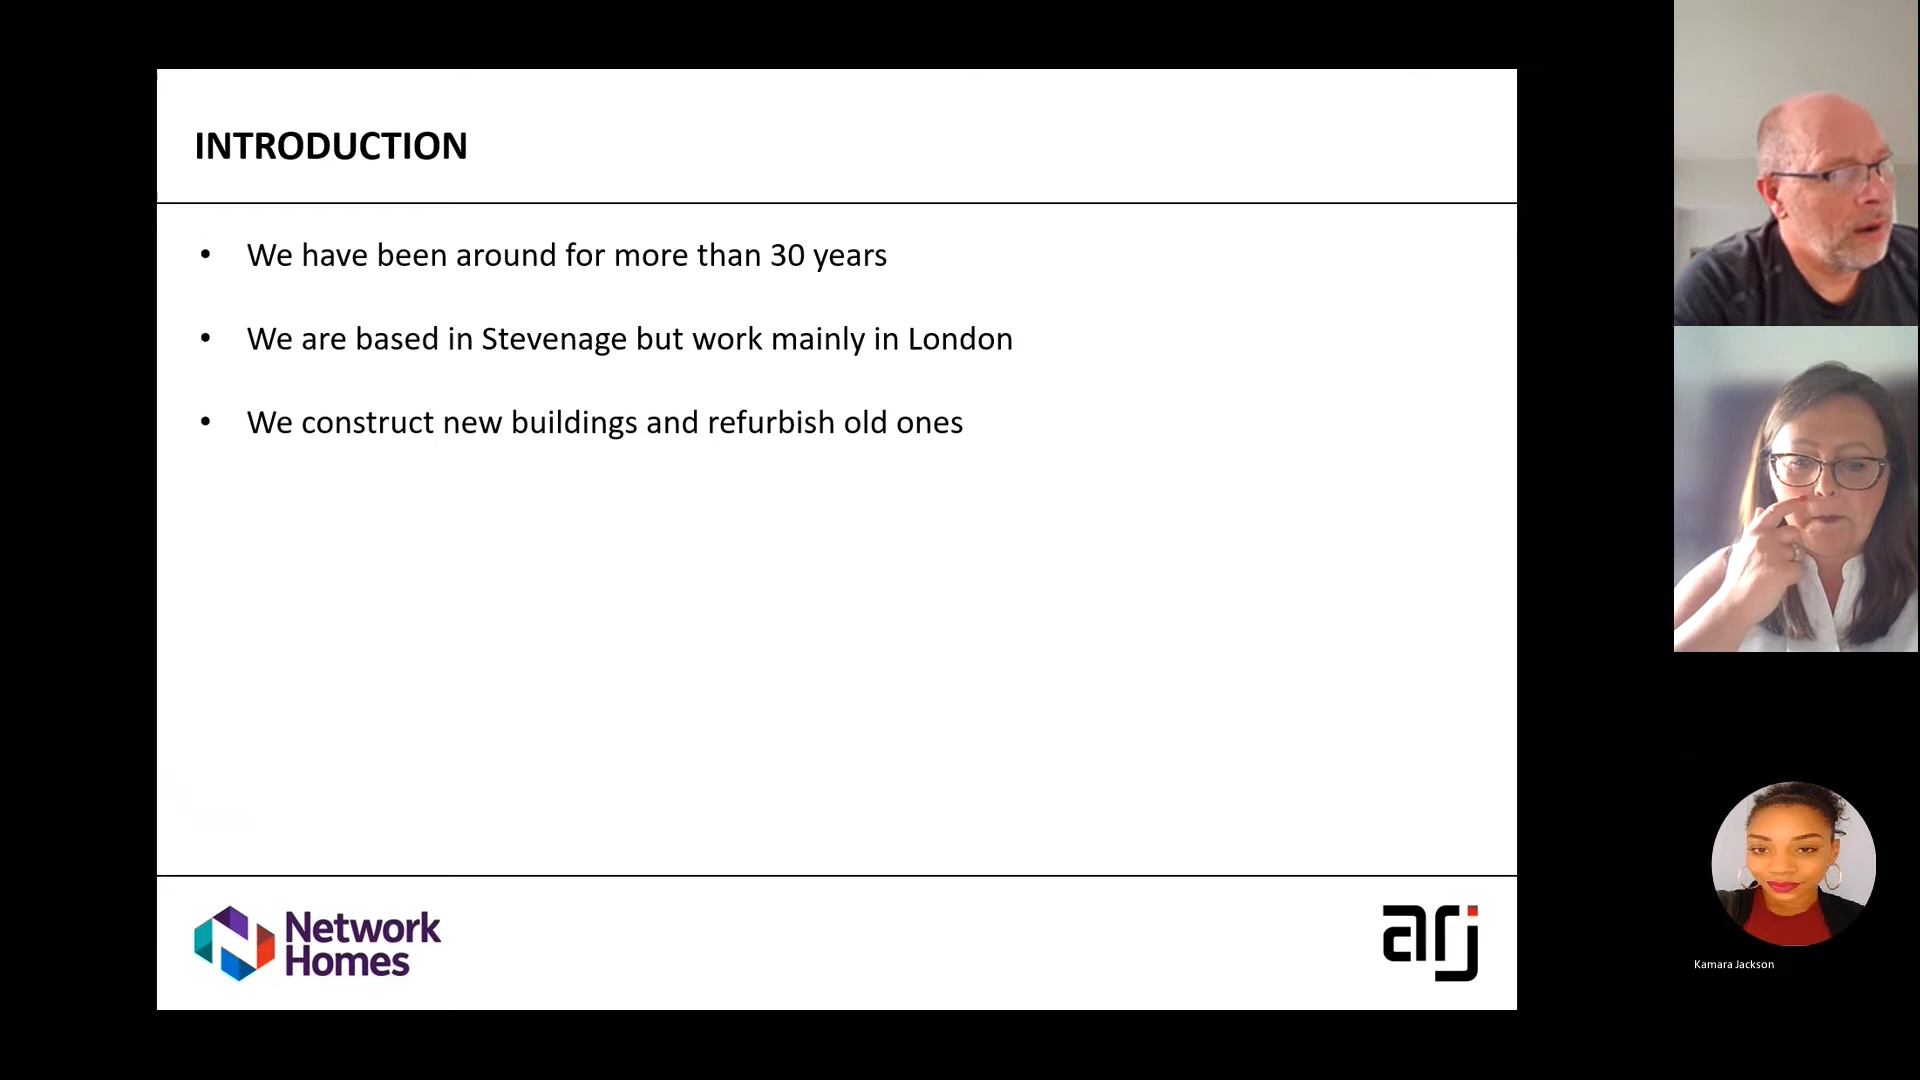 INTRODUCTION
• We have been around for more than 30 years
• We are based in Stevenage but work mainly in London
• We construct new buildings and refurbish old ones
Network
Homes
arj
Kamara Jackson